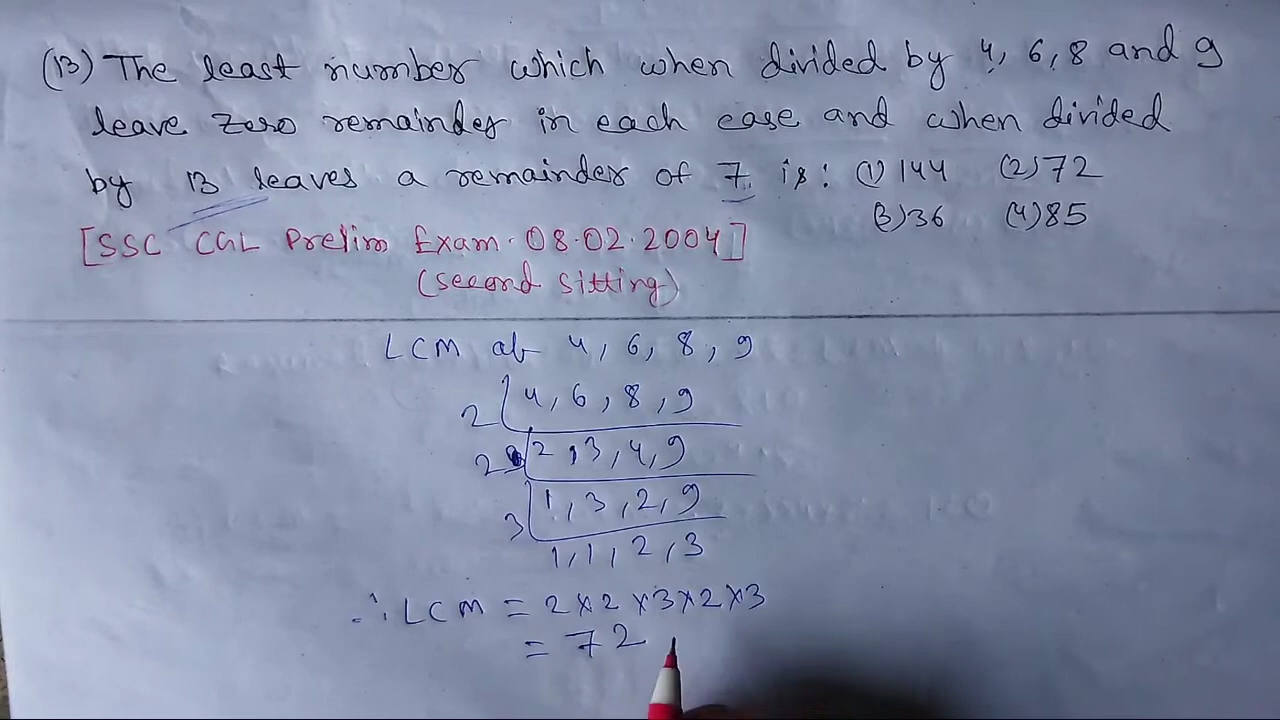 (13) The least number which when divided by 4, 6, 8 and 9
leave zero remainder in each case and when divided
by 13 leaves a remainder of 7 is: (1) 144 (2) 72
(3) 36 (4) 85
[SSC CGL Prelim Exam. 08.02.2004]
(second sitting)
LCM of 4, 6, 8, 9
2 4, 6, 8, 9
2 2, 3, 4, 9
3 1, 3, 2, 9
1, 1, 2, 3
∴ LCM = 2×2×3×2×3
= 72